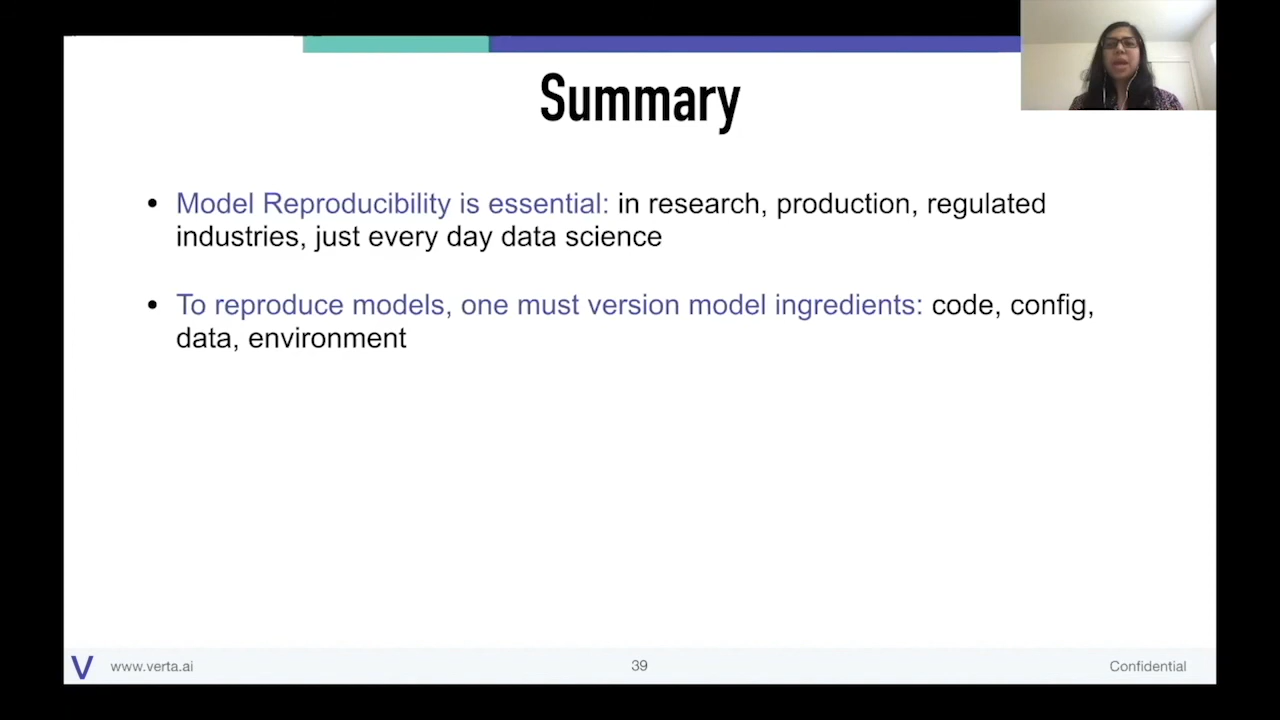 Summary
• Model Reproducibility is essential: in research, production, regulated
industries, just every day data science
• To reproduce models, one must version model ingredients: code, config,
data, environment
V www.verta.ai 39 Confidential